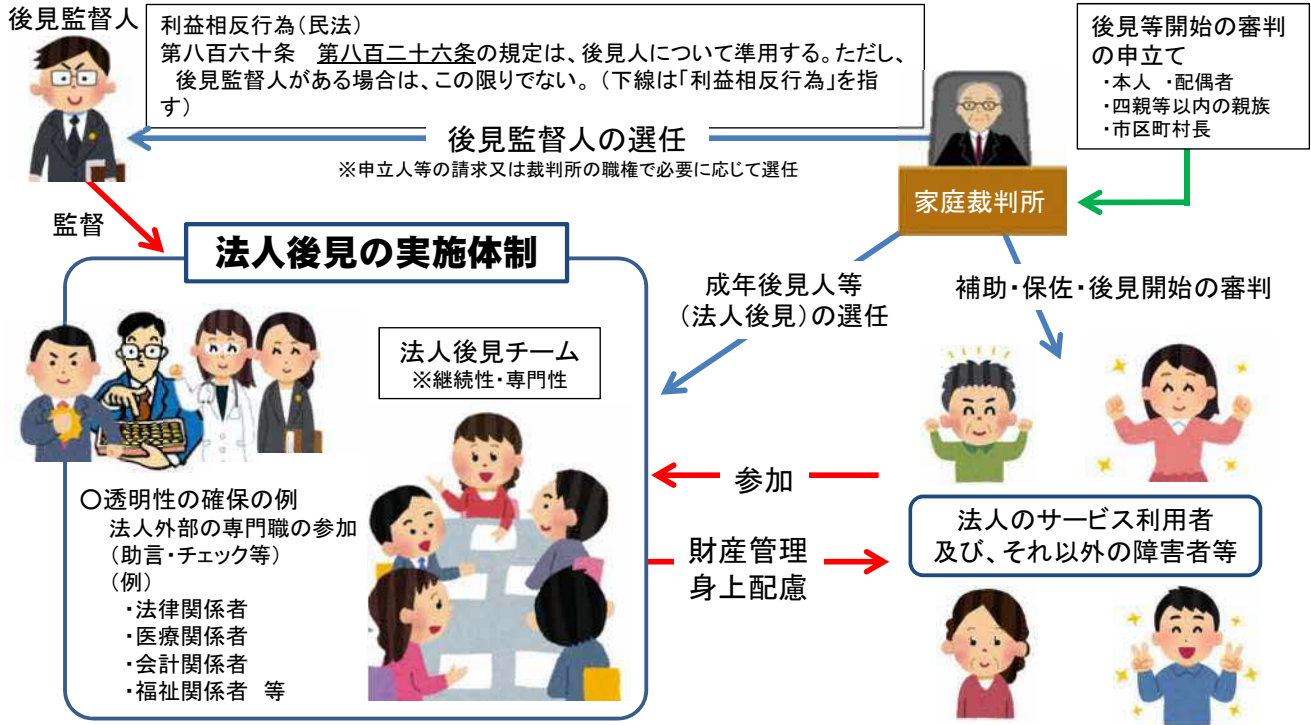 後見監督人
利益相反行為(民法)
第八百六十条　第八百二十六条の規定は、後見人について準用する。ただし、
後見監督人がある場合は、この限りでない。（下線は「利益相反行為」を指
す）
後見等開始の審判
の申立て
・本人 ・配偶者
・四親等以内の親族
・市区町村長
後見監督人の選任
※申立人等の請求又は裁判所の職権で必要に応じて選任
家庭裁判所
監督
法人後見の実施体制
成年後見人等
（法人後見）の選任
補助・保佐・後見開始の審判
法人後見チーム
※継続性・専門性
参加
〇透明性の確保の例
法人外部の専門職の参加
（助言・チェック等）
（例）
・法律関係者
・医療関係者
・会計関係者
・福祉関係者　等
財産管理
身上配慮
法人のサービス利用者
及び、それ以外の障害者等